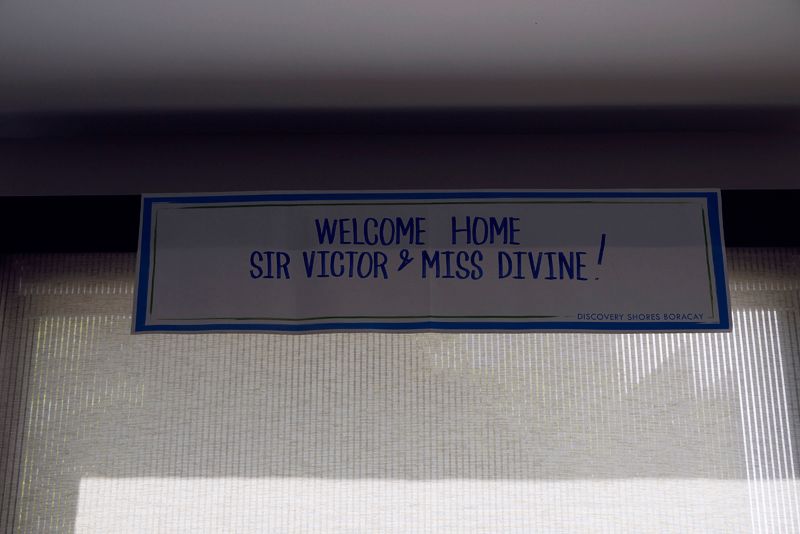 WELCOME HOME
SIR VICTOR & MISS DIVINE!
DISCOVERY SHORES BORACAY